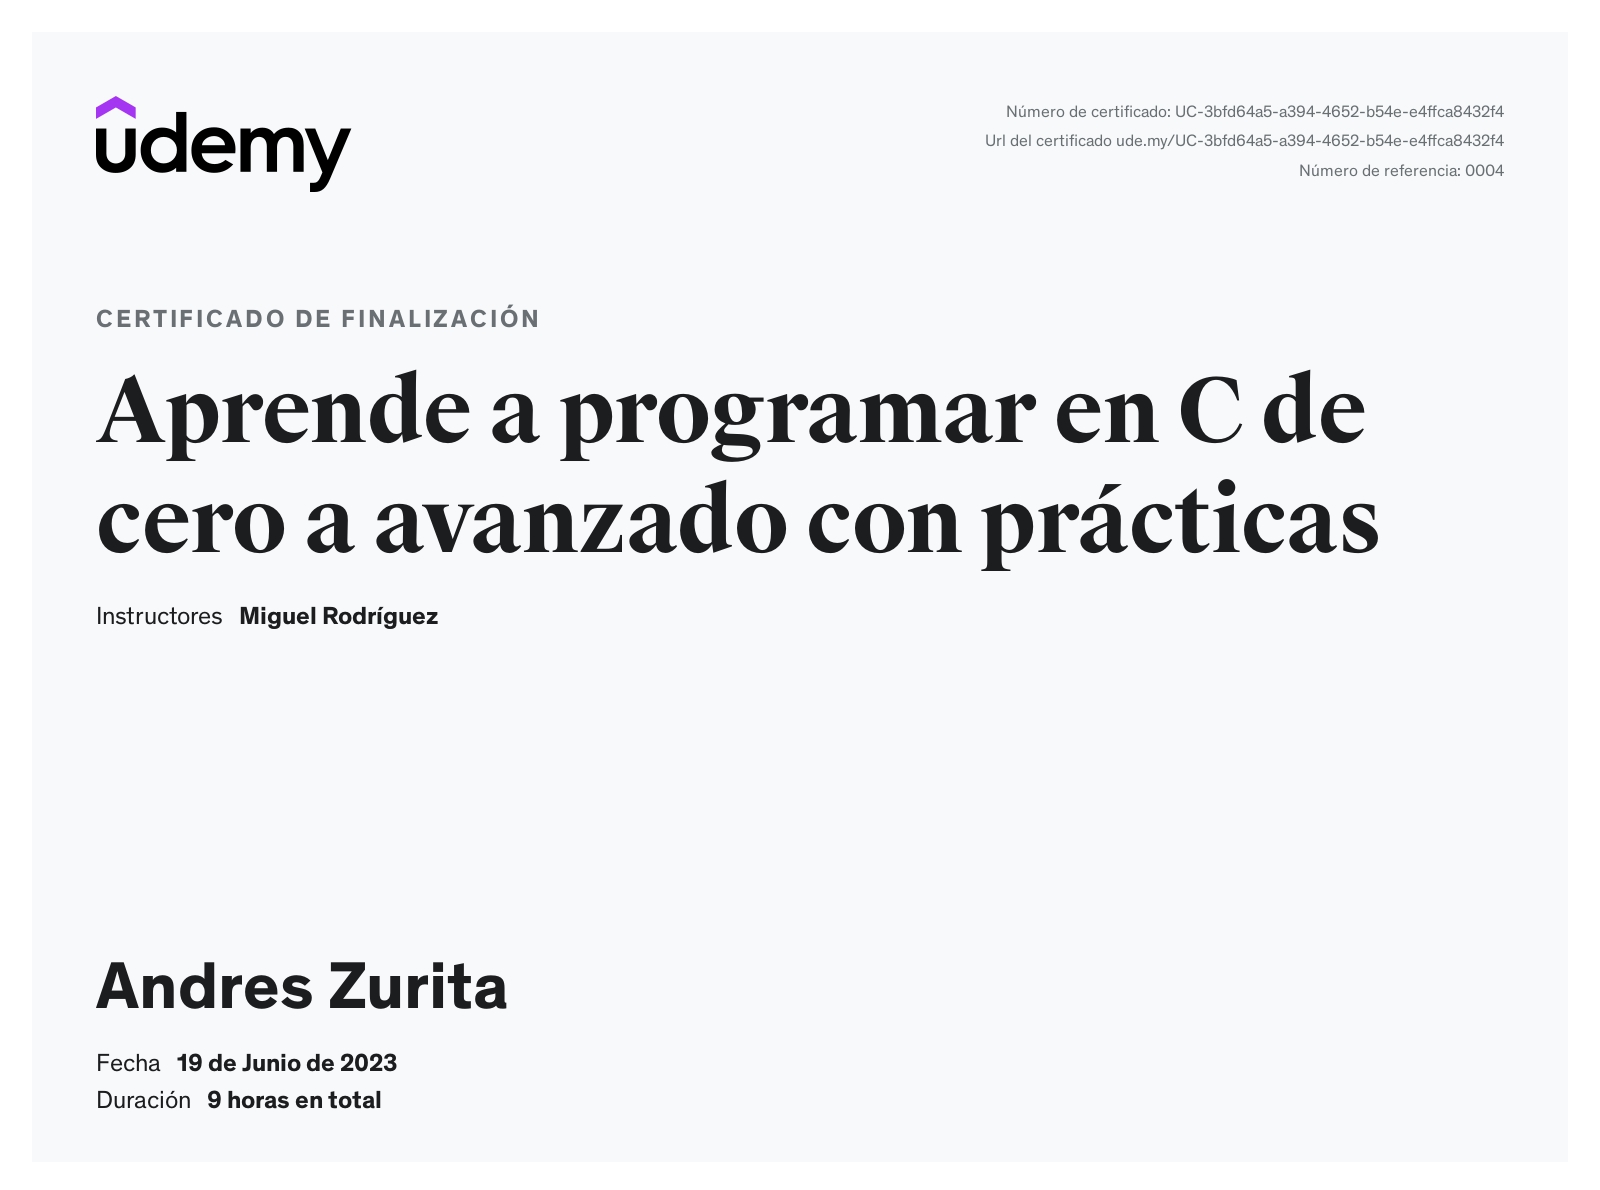 udemy
Número de certificado: UC-3bfd64a5-a394-4652-b54e-e4ffca8432f4
Url del certificado ude.my/UC-3bfd64a5-a394-4652-b54e-e4ffca8432f4
Número de referencia: 0004
CERTIFICADO DE FINALIZACIÓN
Aprende a programar en C de
cero a avanzado con prácticas
Instructores Miguel Rodríguez
Andres Zurita
Fecha 19 de Junio de 2023
Duración 9 horas en total